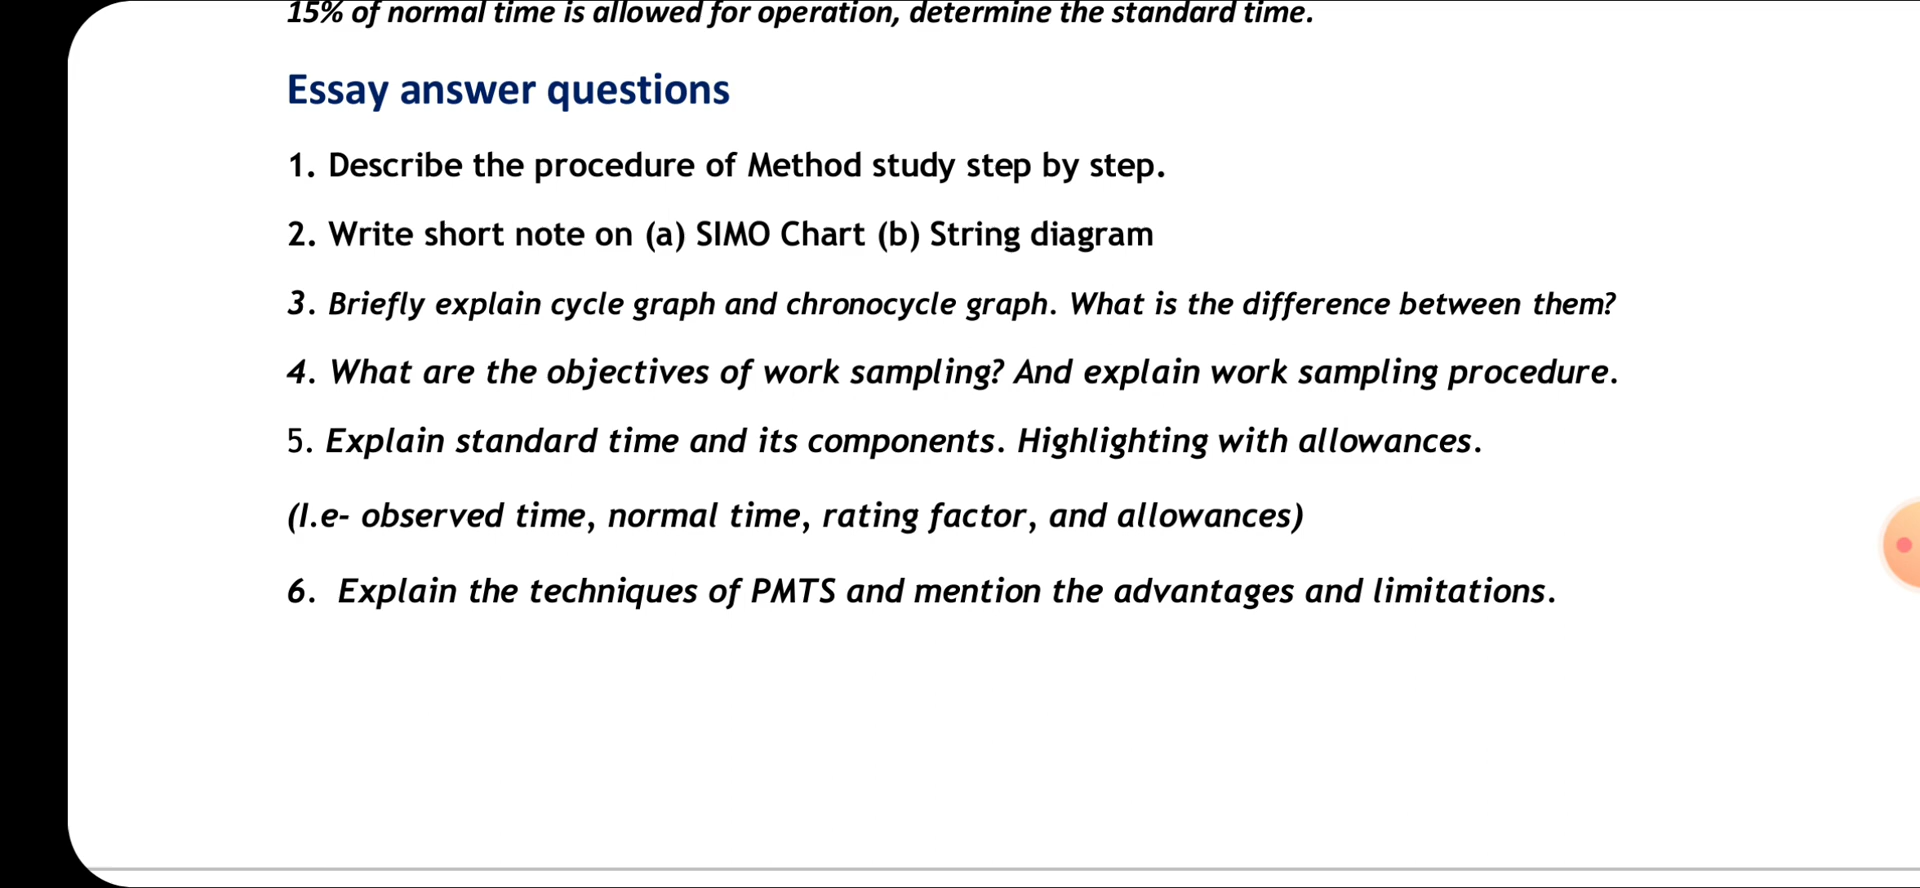 15% of normal time is allowed for operation, determine the standard time.
Essay answer questions
1. Describe the procedure of Method study step by step.
2. Write short note on (a) SIMO Chart (b) String diagram
3. Briefly explain cycle graph and chronocycle graph. What is the difference between them?
4. What are the objectives of work sampling? And explain work sampling procedure.
5. Explain standard time and its components. Highlighting with allowances.
(I.e- observed time, normal time, rating factor, and allowances)
6. Explain the techniques of PMTS and mention the advantages and limitations.